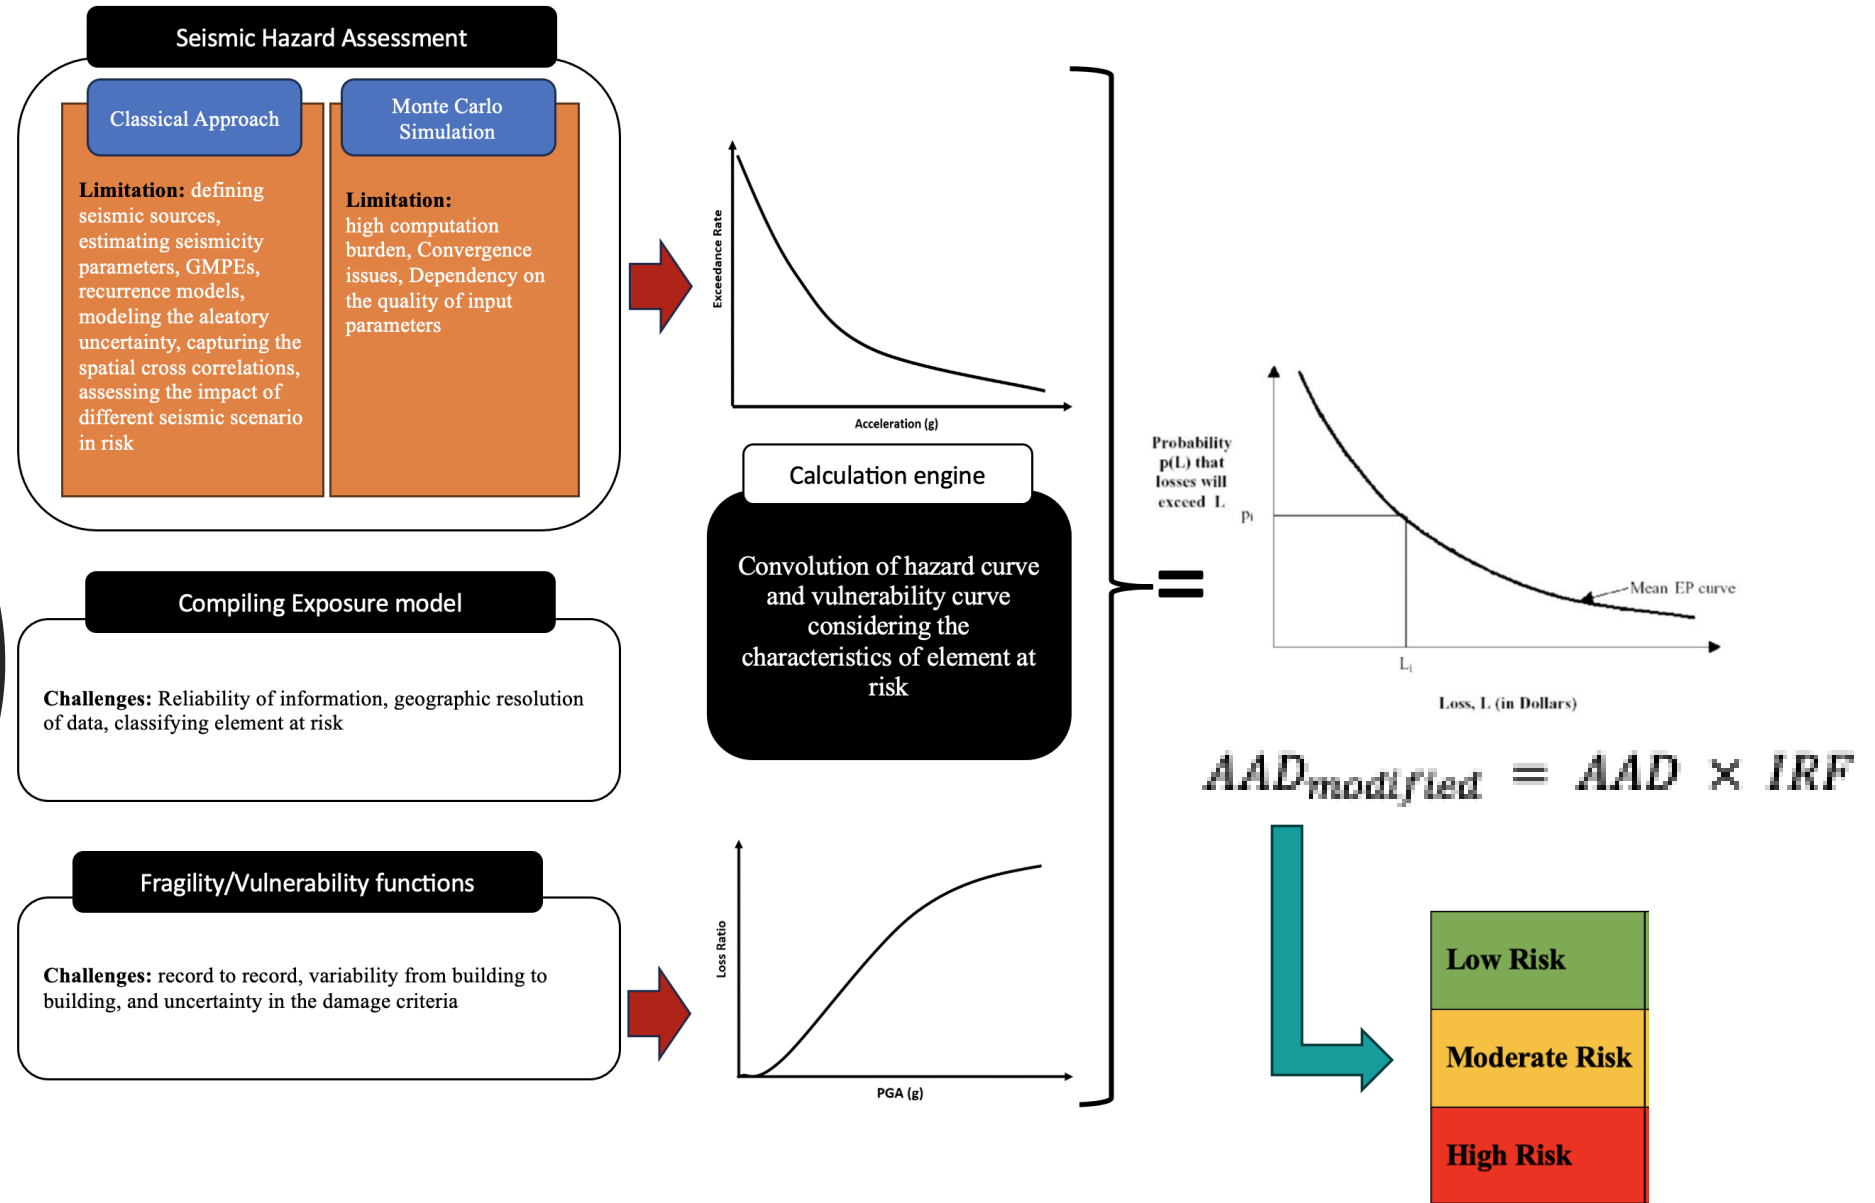 Seismic Hazard Assessment
Classical Approach
Limitation: defining
seismic sources,
estimating seismicity
parameters, GMPEs,
recurrence models,
modeling the aleatory
uncertainty, capturing the
spatial cross correlations,
assessing the impact of
different seismic scenario
in risk
Monte Carlo
Simulation
Limitation:
high computation
burden, Convergence
issues, Dependency on
the quality of input
parameters
Exceedance Rate
Acceleration (g)
Compiling Exposure model
Challenges: Reliability of information, geographic resolution
of data, classifying element at risk
Calculation engine
Convolution of hazard curve
and vulnerability curve
considering the
characteristics of element at
risk
Fragility/Vulnerability functions
Challenges: record to record, variability from building to
building, and uncertainty in the damage criteria
Loss Ratio
PGA (g)
=
Probability
p(L) that
losses will
exceed L
Pi
Mean EP curve
Li
Loss, L (in Dollars)
AADmodified = AAD × IRF
Low Risk
Moderate Risk
High Risk